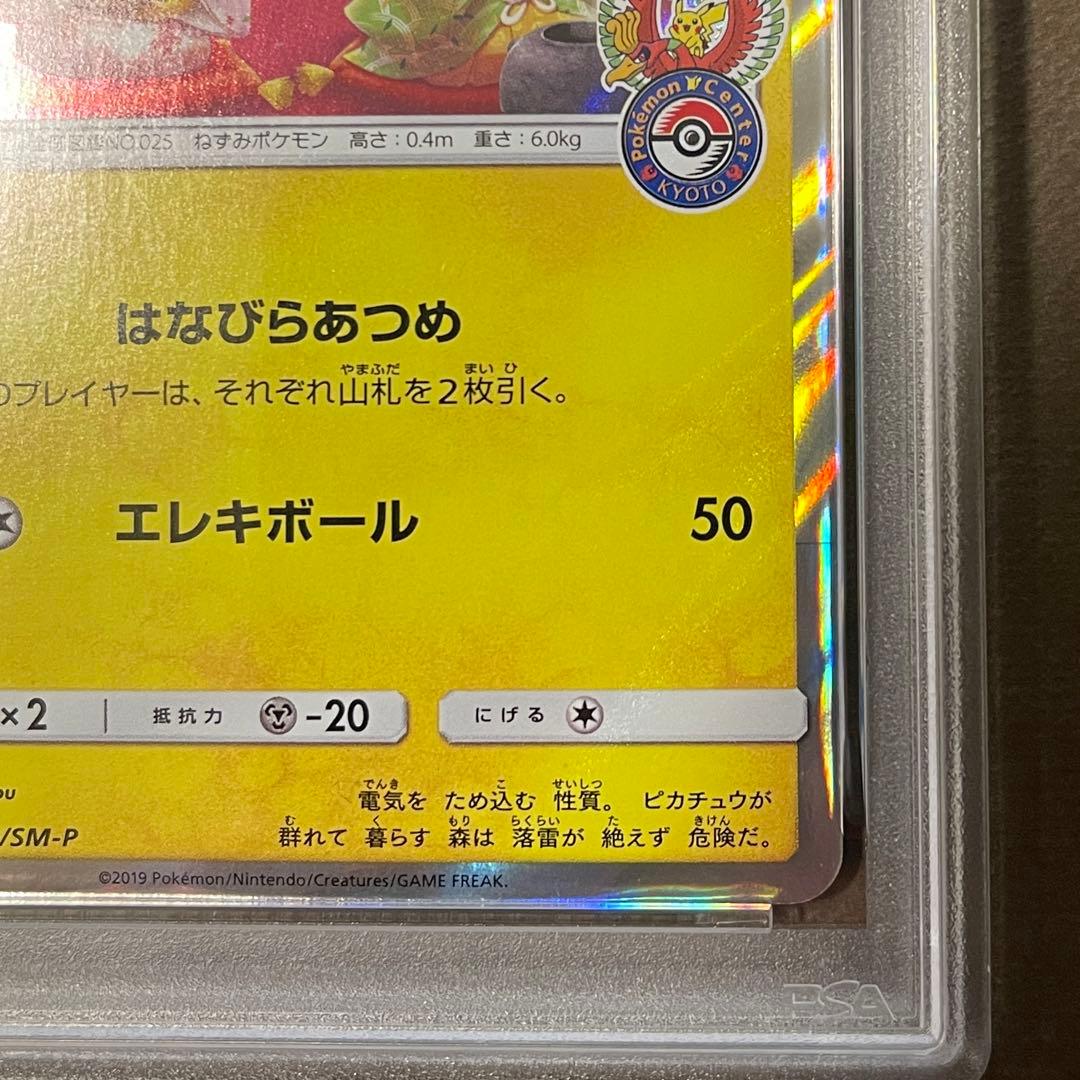 図鑑NO.025 ねずみポケモン 高さ:0.4m 重さ:6.0kg
Pokémon Center
KYOTO
はなびらあつめ
プレイヤーは、それぞれ山札を2枚引く。
やまふだ まい ひ
エレキボール 50
×2 抵抗力 -20 にげる
でんき こ せいしつ
電気を ため込む 性質。 ピカチュウが
む く もり らくらい た きけん
群れて 暮らす 森は 落雷が 絶えず 危険だ。
/SM-P
©2019 Pokémon/Nintendo/Creatures/GAME FREAK.
PSA